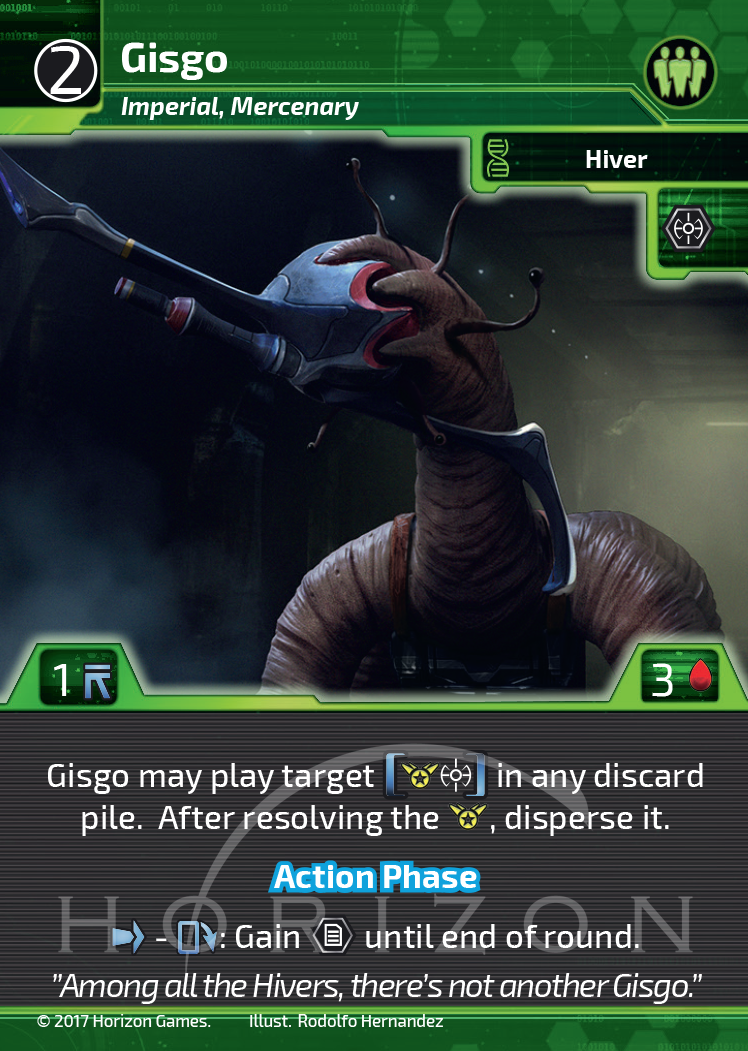 2
Gisgo
Imperial, Mercenary
Hiver
1
3
Gisgo may play target [ ] in any discard
pile. After resolving the , disperse it.
Action Phase
- : Gain until end of round.
HORIZON
"Among all the Hivers, there's not another Gisgo."
© 2017 Horizon Games. Illust. Rodolfo Hernandez